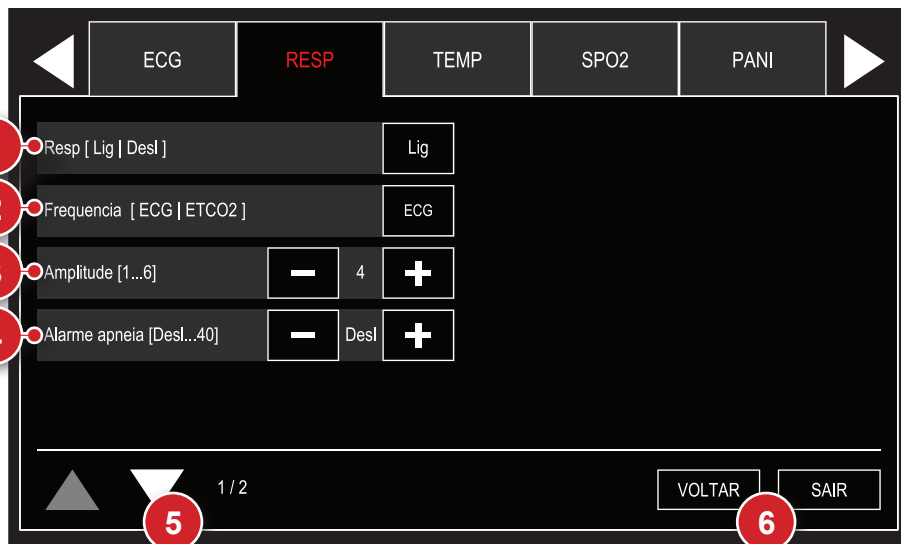 ECG RESP TEMP SPO2 PANI
Resp [ Lig | Desl ] Lig
2 Frequencia [ ECG | ETCO2 ] ECG
Amplitude [1...6] 4
Alarme apneia [Desl...40] Desl
1 / 2 VOLTAR SAIR
5 6